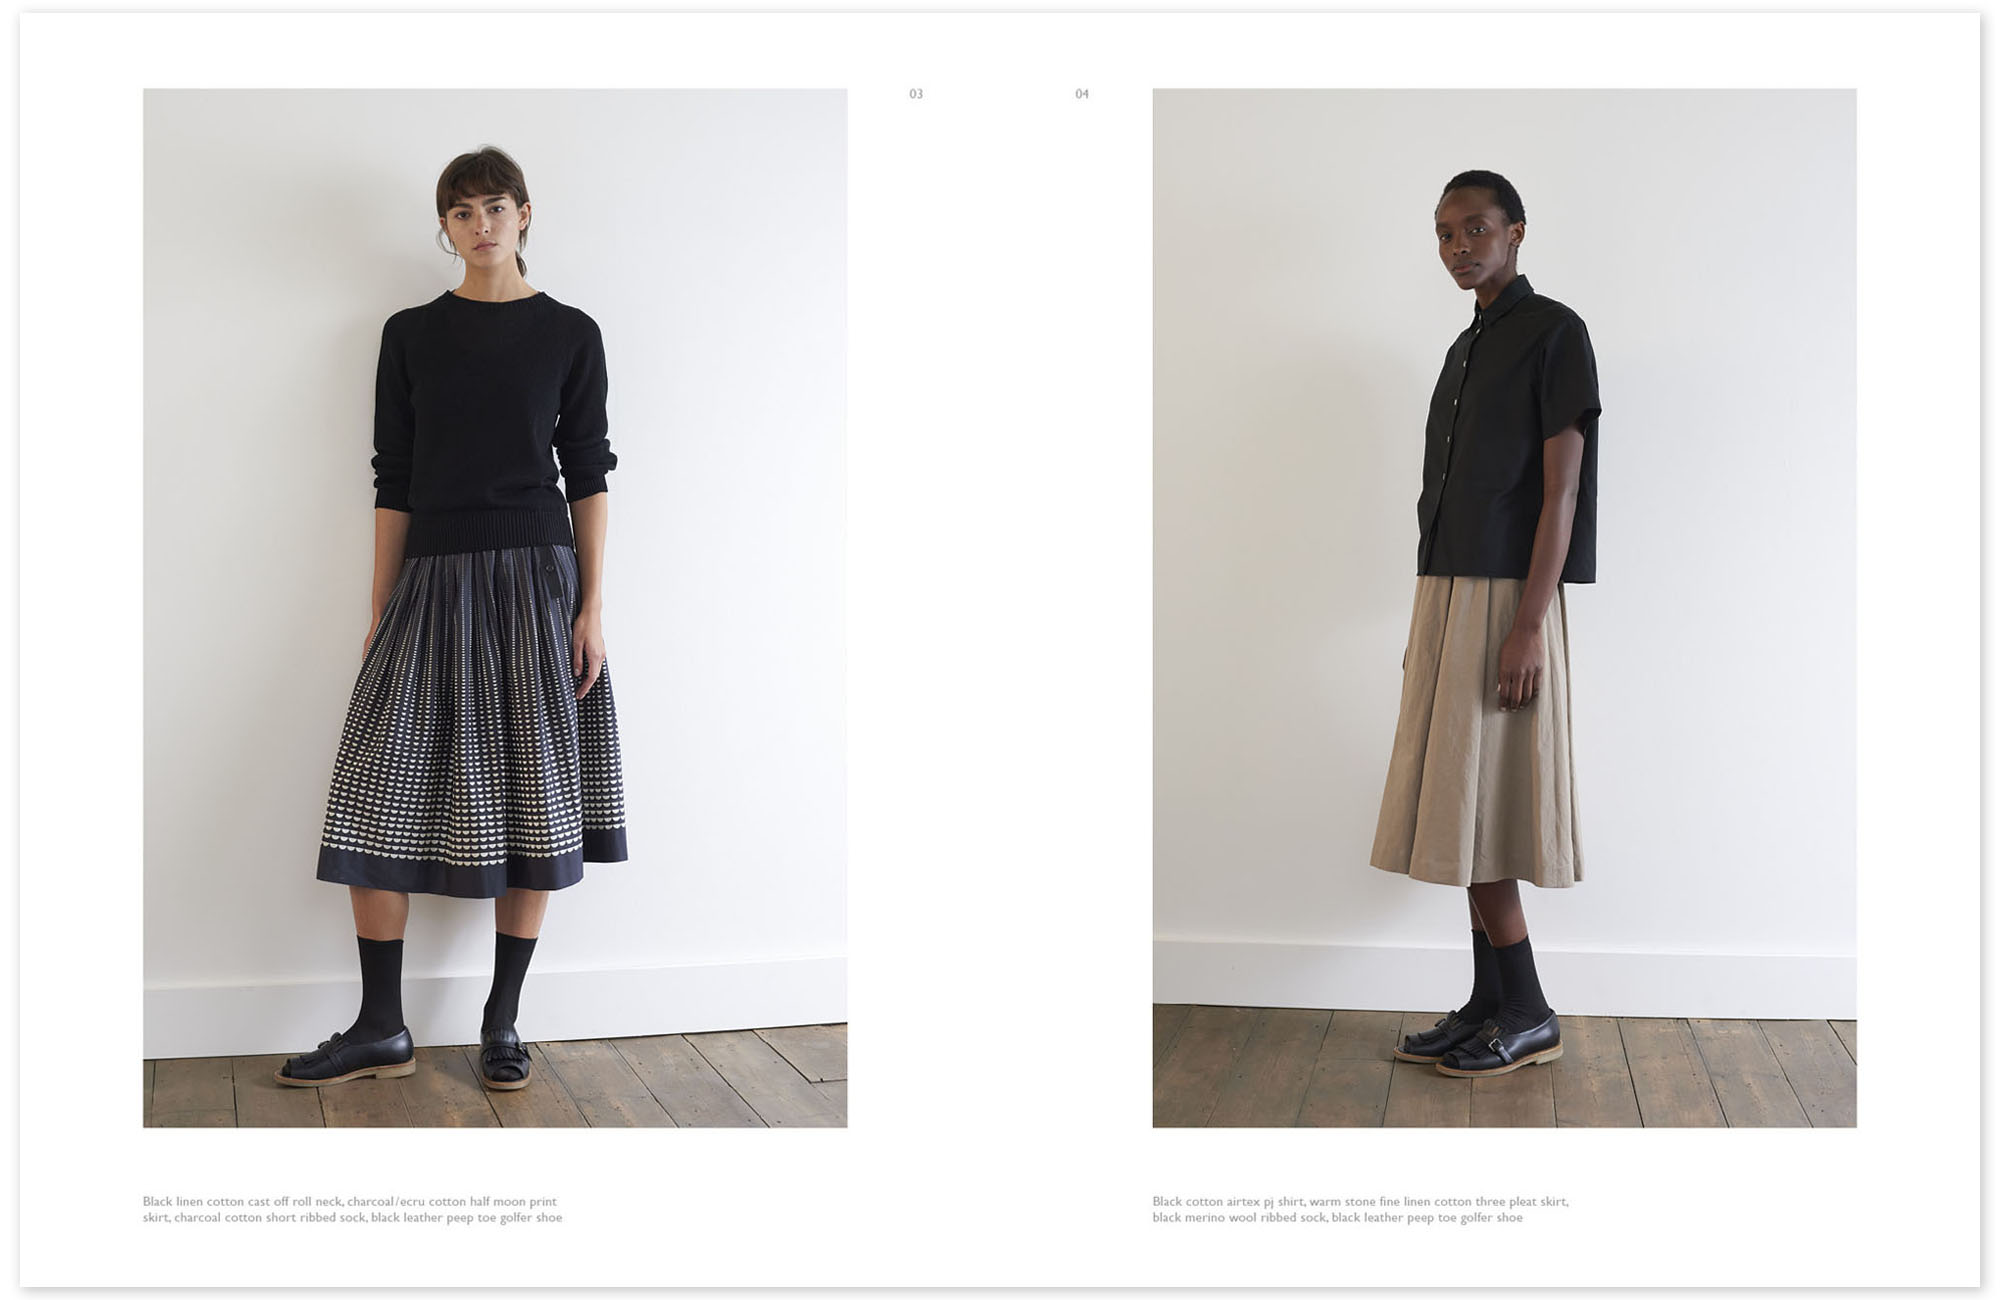 03
04
Black linen cotton cast off roll neck, charcoal/ecru cotton half moon print
skirt, charcoal cotton short ribbed sock, black leather peep toe golfer shoe
Black cotton airtex pj shirt, warm stone fine linen cotton three pleat skirt,
black merino wool ribbed sock, black leather peep toe golfer shoe